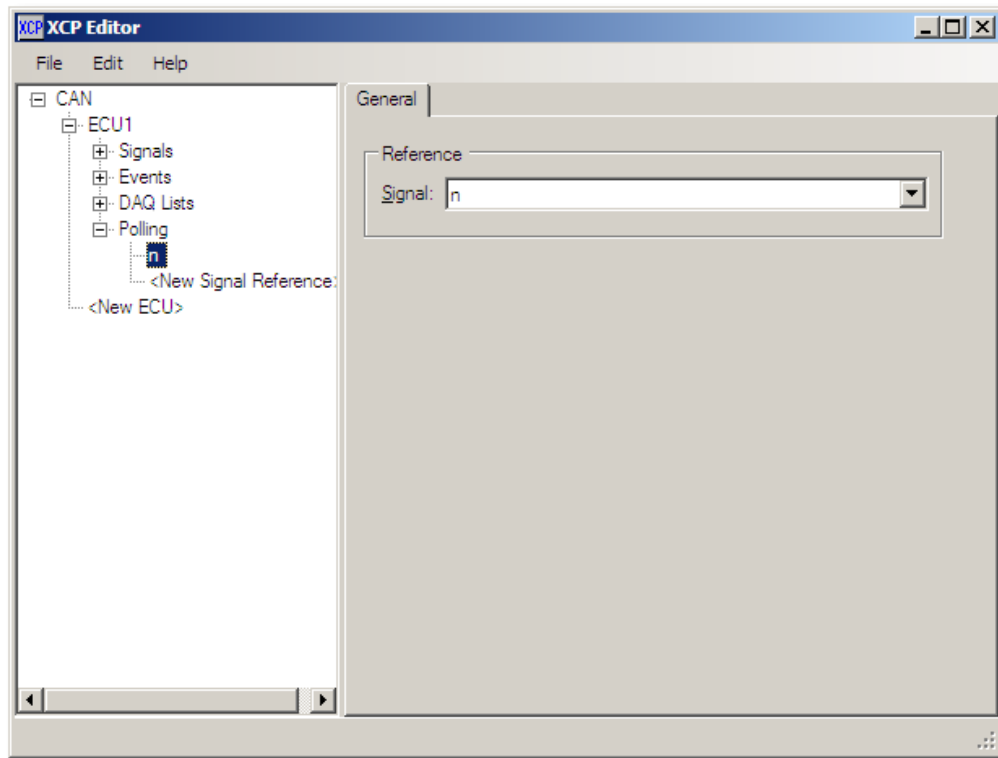 XCP XCP Editor
File Edit Help
CAN
ECU1
Signals
Events
DAQ Lists
Polling
n
<New Signal Reference
<New ECU>
General
Reference
Signal: n